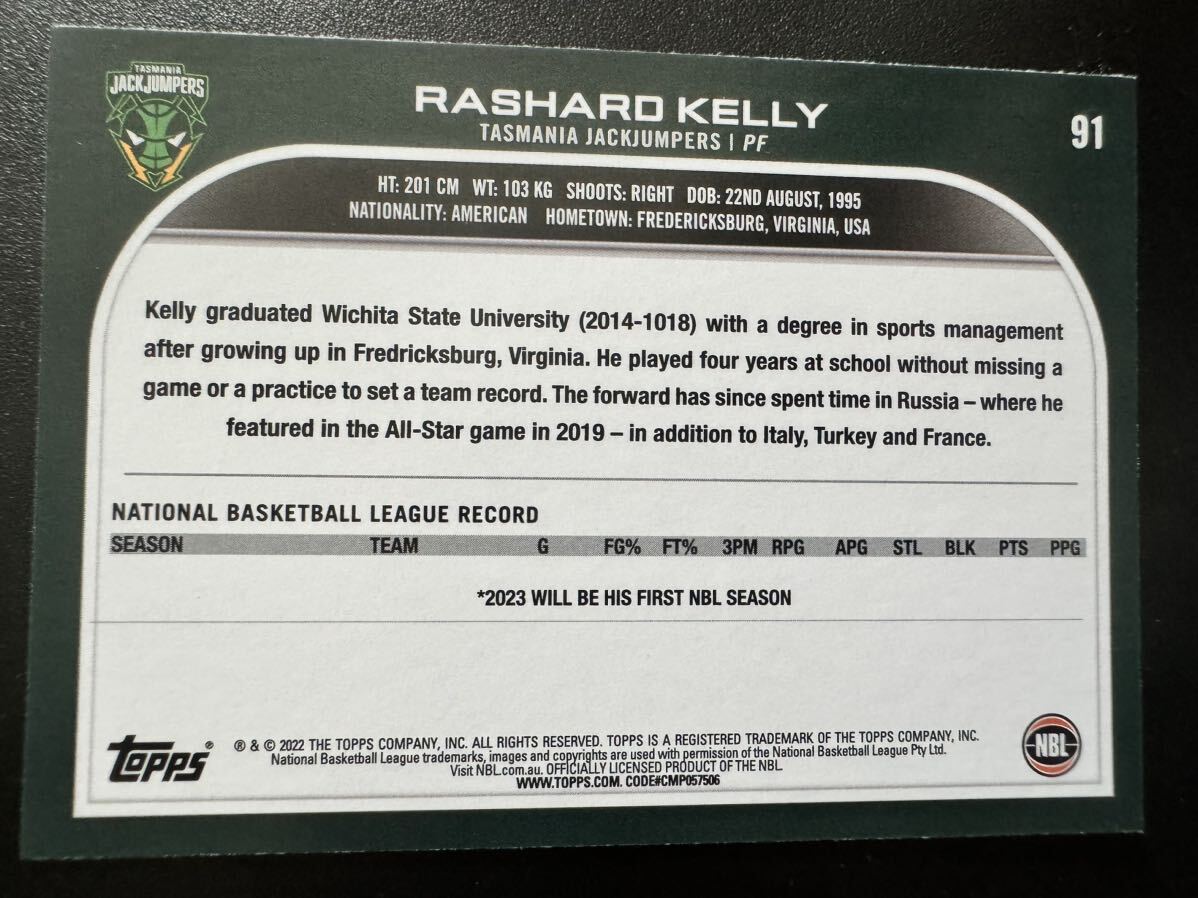 TASMANIA
JACKJUMPERS
RASHARD KELLY
TASMANIA JACKJUMPERS | PF
91
HT: 201 CM WT: 103 KG SHOOTS: RIGHT DOB: 22ND AUGUST, 1995
NATIONALITY: AMERICAN HOMETOWN: FREDERICKSBURG, VIRGINIA, USA
Kelly graduated Wichita State University (2014-1018) with a degree in sports management
after growing up in Fredricksburg, Virginia. He played four years at school without missing a
game or a practice to set a team record. The forward has since spent time in Russia – where he
featured in the All-Star game in 2019 – in addition to Italy, Turkey and France.
NATIONAL BASKETBALL LEAGUE RECORD
SEASON TEAM G FG% FT% 3PM RPG APG STL BLK PTS PPG
*2023 WILL BE HIS FIRST NBL SEASON
topps®
® & © 2022 THE TOPPS COMPANY, INC. ALL RIGHTS RESERVED. TOPPS IS A REGISTERED TRADEMARK OF THE TOPPS COMPANY, INC.
National Basketball League trademarks, images and copyrights are used with permission of the National Basketball League Pty Ltd.
Visit NBL.com.au. OFFICIALLY LICENSED PRODUCT OF THE NBL
WWW.TOPPS.COM. CODE#CMP057506
NBL